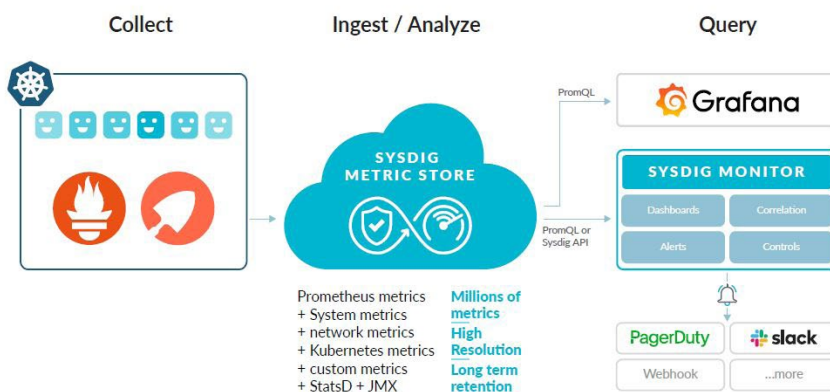 Collect
Ingest / Analyze
Query
SYSDIG
METRIC STORE
PromQL
PromQL or
Sysdig API
Grafana
SYSDIG MONITOR
Dashboards
Correlation
Alerts
Controls
Prometheus metrics
+ System metrics
+ network metrics
+ Kubernetes metrics
+ custom metrics
+ StatsD + JMX
Millions of
metrics
High
Resolution
Long term
retention
PagerDuty
slack
Webhook
...more